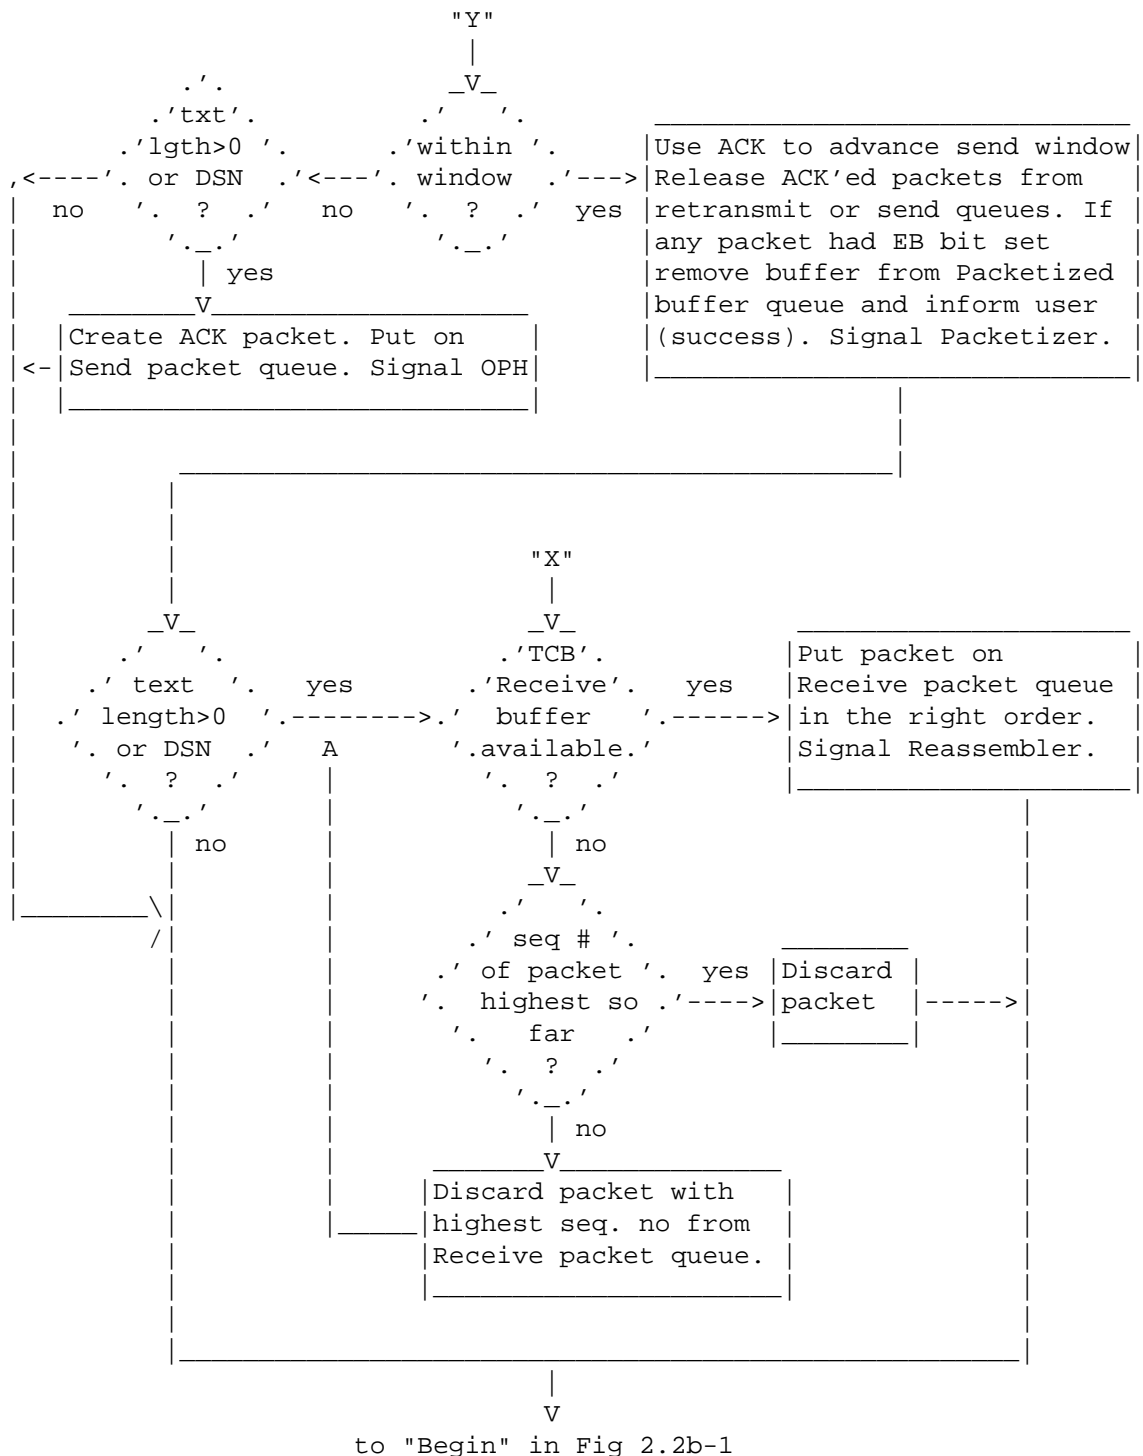 "Y"
txt
lgth>0
or DSN
?
no
yes
within
window
?
no
yes
Use ACK to advance send window
Release ACK'ed packets from
retransmit or send queues. If
any packet had EB bit set
remove buffer from Packetized
buffer queue and inform user
(success). Signal Packetizer.
Create ACK packet. Put on
Send packet queue. Signal OPH
"X"
text
length>0
or DSN
?
yes
no
TCB
Receive
buffer
available.
?
yes
no
Put packet on
Receive packet queue
in the right order.
Signal Reassembler.
seq #
of packet
highest so
far
?
yes
no
Discard
packet
Discard packet with
highest seq. no from
Receive packet queue.
to "Begin" in Fig 2.2b-1